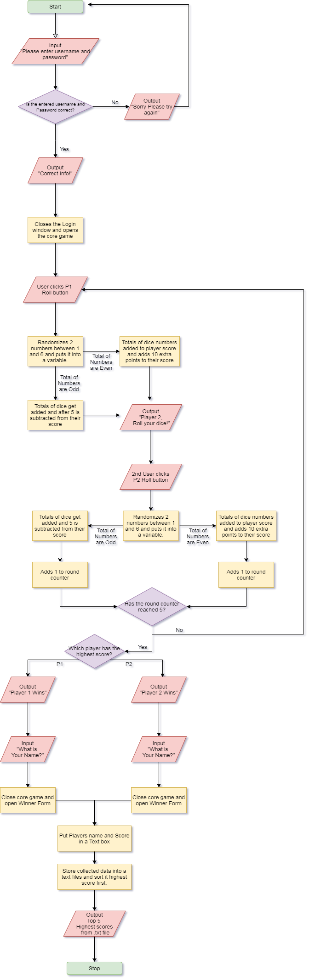 Start
Input
"Please enter username and
password"
Is the entered username and
Password correct?
No
Output
"Sorry Please try
again"
Yes
Output
"Correct Info!"
Closes the Login
window and opens
the core game
User clicks P1
Roll button
Randomizes 2
numbers between 1
and 6 and puts it into
a variable
Total of
Numbers
are Even
Totals of dice numbers
added to player score
and adds 10 extra
points to their score
Total of
Numbers
are Odd
Totals of dice get
added and after 5 is
subtracted from their
score
Output
"Player 2,
Roll your dice!"
2nd User clicks
P2 Roll button
Totals of dice get
added and 5 is
subtracted from their
score
Total of
Numbers
are Odd
Randomizes 2
numbers between 1
and 6 and puts it into
a variable.
Total of
Numbers
are Even
Totals of dice numbers
added to player score
and adds 10 extra
points to their score
Adds 1 to round
counter
Adds 1 to round
counter
Has the round counter
reached 5?
No
Yes
Which player has the
highest score?
P1
P2
Output
"Player 1 Wins"
Output
"Player 2 Wins"
Input
"What is
Your Name?"
Input
"What is
Your Name?"
Close core game and
open Winner Form
Close core game and
open Winner Form
Put Players name and Score
in a Text box
Store collected data into a
text files and sort it highest
score first.
Output
Top 5
Highest scores
from .txt file
Stop